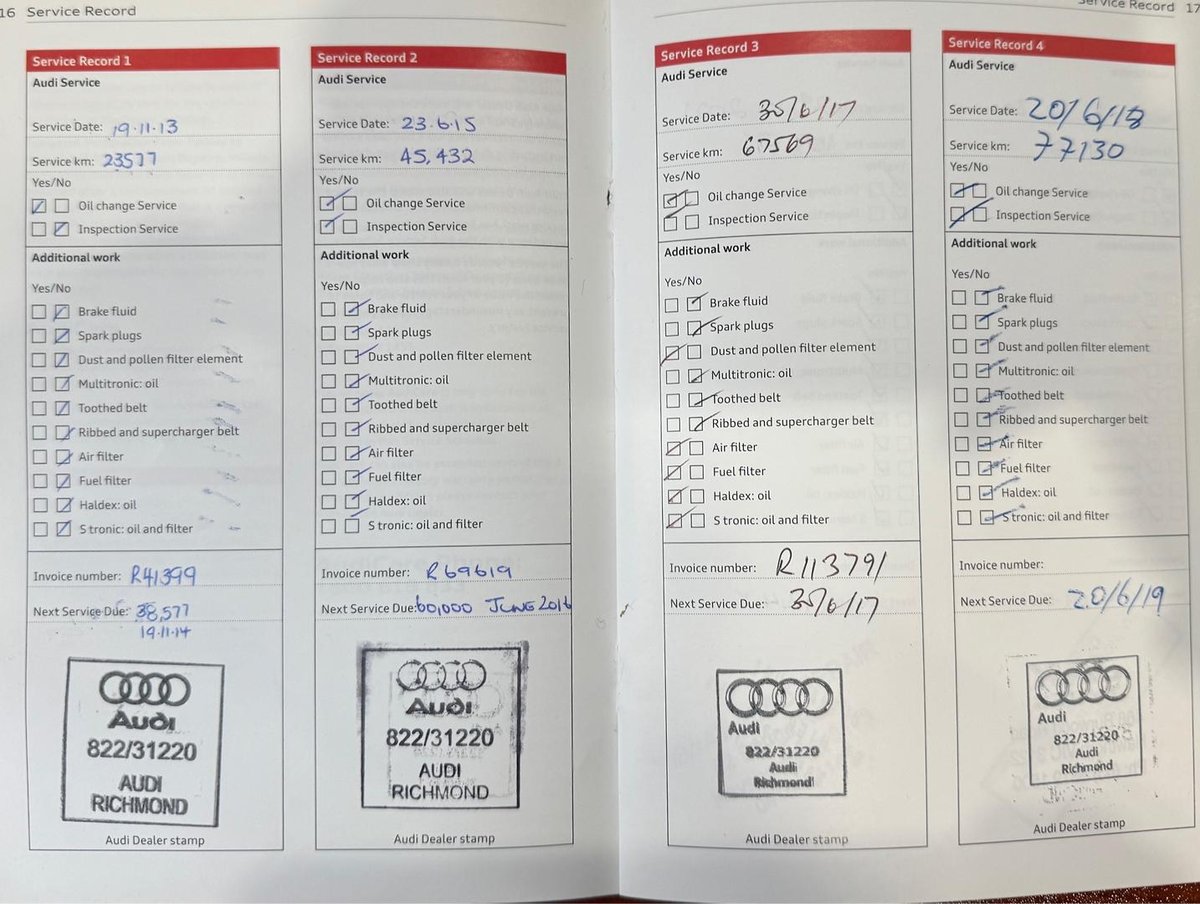 16 Service Record
Service Record 1
Audi Service
Service Date: 19.11.13
Service km: 23577
Yes/No
Oil change Service
Inspection Service
Additional work
Yes/No
Brake fluid
Spark plugs
Dust and pollen filter element
Multitronic: oil
Toothed belt
Ribbed and supercharger belt
Air filter
Fuel filter
Haldex: oil
S tronic: oil and filter
Invoice number: R41399
Next Service Due: 38,577
19.11.14
Audi
822/31220
AUDI
RICHMOND
Audi Dealer stamp
Service Record 2
Audi Service
Service Date: 23.6.15
Service km: 45,432
Yes/No
Oil change Service
Inspection Service
Additional work
Yes/No
Brake fluid
Spark plugs
Dust and pollen filter element
Multitronic: oil
Toothed belt
Ribbed and supercharger belt
Air filter
Fuel filter
Haldex: oil
S tronic: oil and filter
Invoice number: R69619
Next Service Due: 60,000 JUNE 2016
Audi
822/31220
AUDI
RICHMOND
Audi Dealer stamp
Service Record 17
Service Record 3
Audi Service
Service Date: 30/6/17
Service km: 67569
Yes/No
Oil change Service
Inspection Service
Additional work
Yes/No
Brake fluid
Spark plugs
Dust and pollen filter element
Multitronic: oil
Toothed belt
Ribbed and supercharger belt
Air filter
Fuel filter
Haldex: oil
S tronic: oil and filter
Invoice number: R113791
Next Service Due: 30/6/17
Audi
822/31220
Audi
Richmond
Audi Dealer stamp
Service Record 4
Audi Service
Service Date: 20/6/18
Service km: 77130
Yes/No
Oil change Service
Inspection Service
Additional work
Yes/No
Brake fluid
Spark plugs
Dust and pollen filter element
Multitronic: oil
Toothed belt
Ribbed and supercharger belt
Air filter
Fuel filter
Haldex: oil
S tronic: oil and filter
Invoice number:
Next Service Due: 20/6/19
Audi
822/31220
Audi
Richmond
Audi Dealer stamp